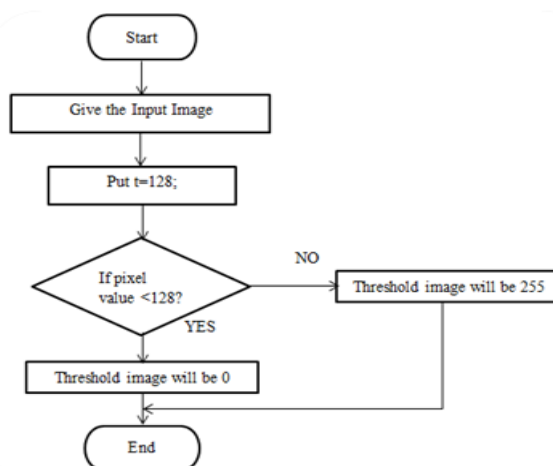 Start
Give the Input Image
Put t=128;
If pixel
value <128?
NO
Threshold image will be 255
YES
Threshold image will be 0
End